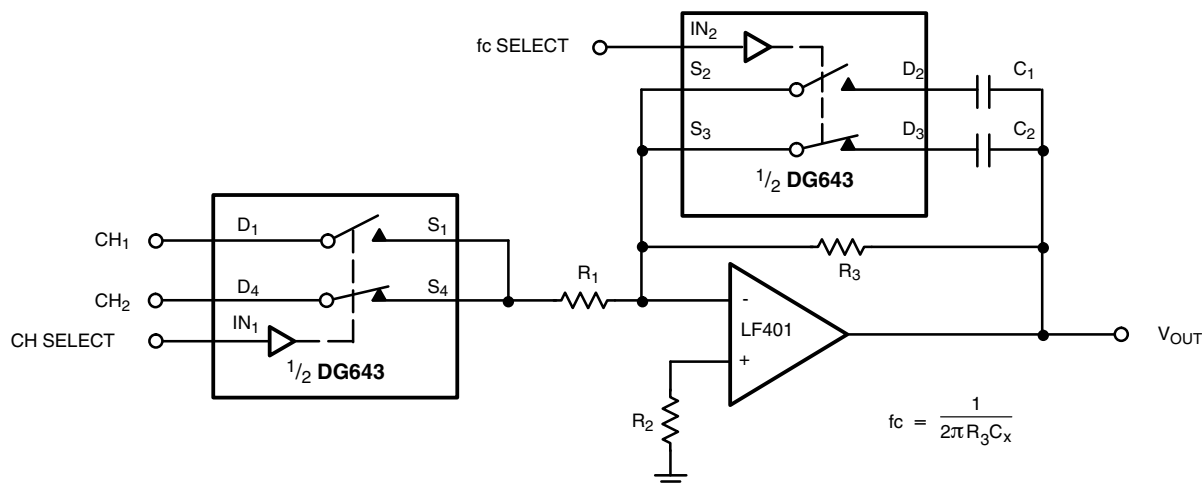 fc SELECT
IN₂
S₂
D₂
C₁
S₃
D₃
C₂
¹/₂ DG643
CH₁
D₁
S₁
CH₂
D₄
S₄
CH SELECT
IN₁
¹/₂ DG643
R₁
R₃
-
LF401
+
R₂
V_OUT
fc = 1 / 2πR₃Cₓ